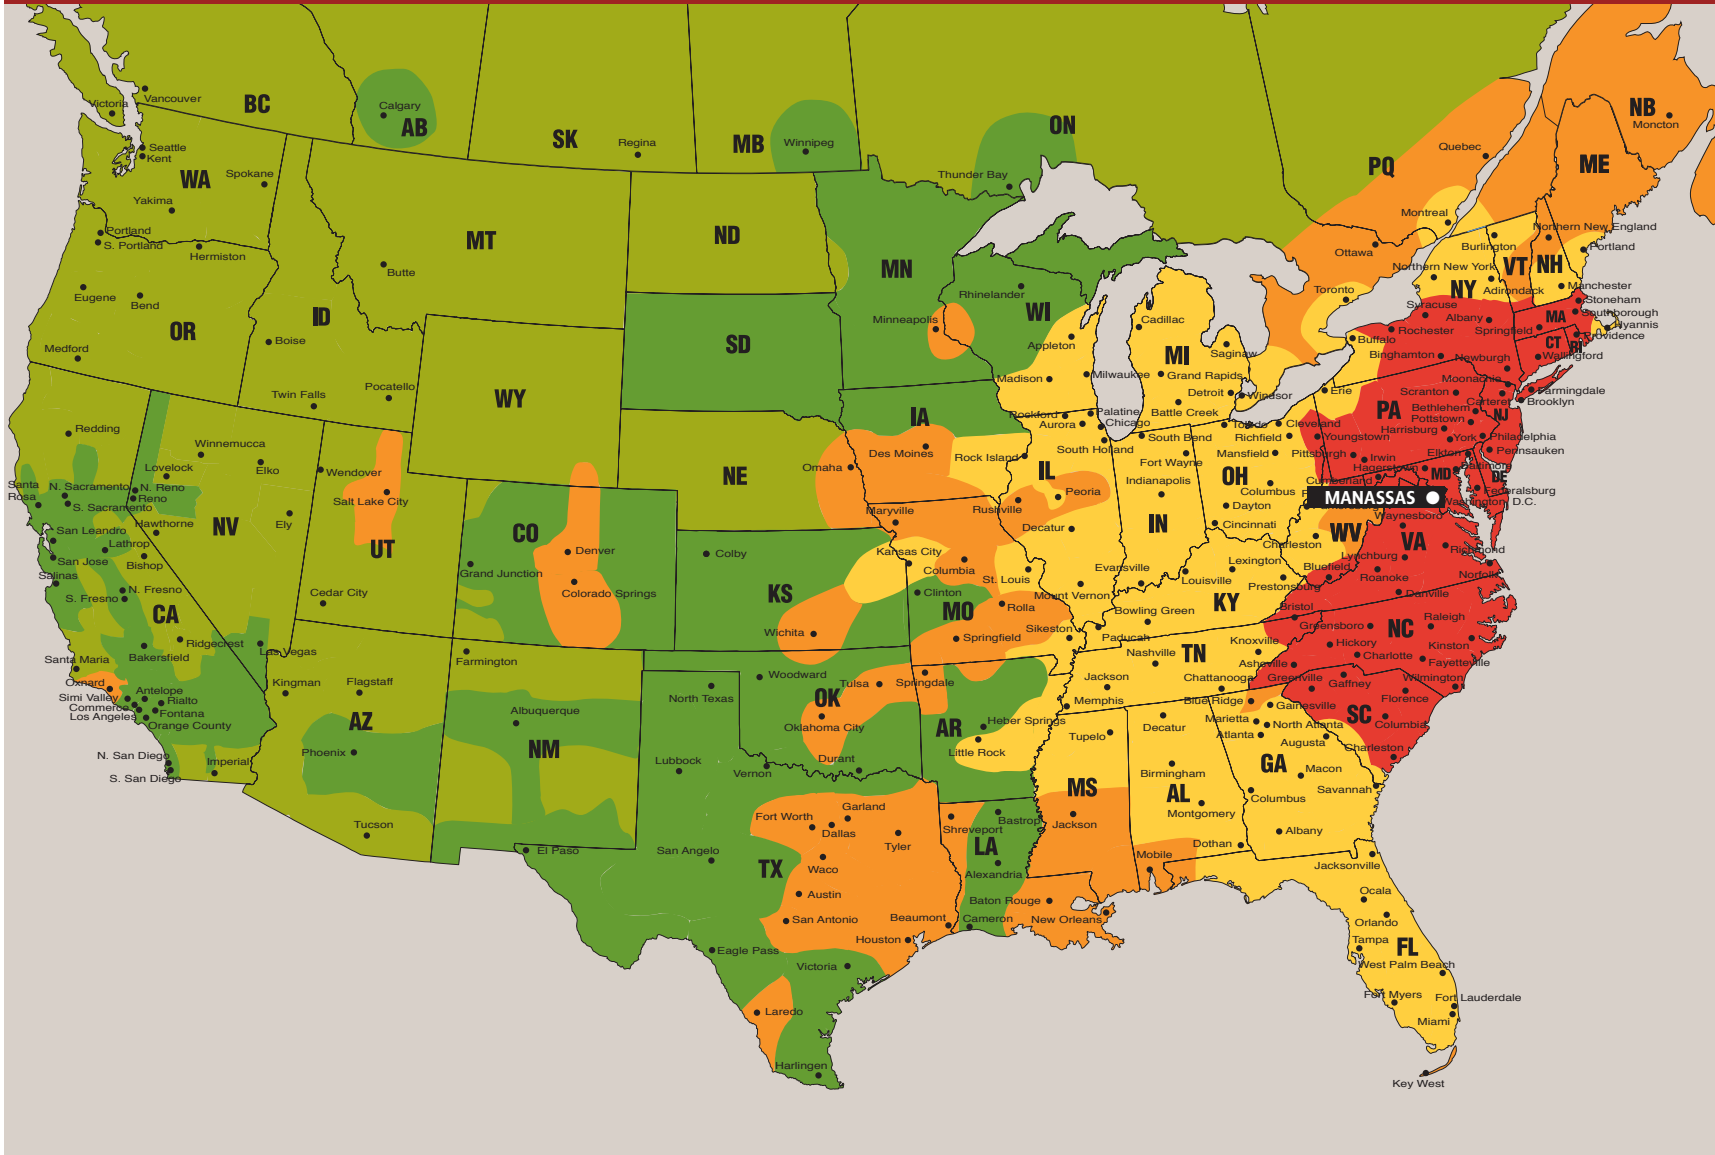 BC
Vancouver
Victoria
Calgary
AB
SK
Regina
MB
Winnipeg
ON
Thunder Bay
PQ
Quebec
NB
Moncton
ME
Montreal
Ottawa
Toronto
Seattle
Kent
WA
Spokane
Yakima
Portland
S. Portland
Hermiston
Eugene
Bend
OR
Medford
ID
Boise
Twin Falls
Pocatello
MT
Butte
WY
ND
SD
NE
Omaha
MN
Minneapolis
WI
Rhinelander
Appleton
Madison
Milwaukee
MI
Cadillac
Saginaw
Grand Rapids
Detroit
Windsor
Battle Creek
IA
Des Moines
Rock Island
Rockford
Palatine
Aurora
Chicago
South Holland
IL
Peoria
Rushville
Decatur
Mount Vernon
IN
South Bend
Fort Wayne
Indianapolis
Evansville
OH
Toledo
Cleveland
Richfield
Mansfield
Youngstown
Columbus
Dayton
Cincinnati
Northern New England
Burlington
VT
NH
Portland
Northern New York
Adirondack
NY
Manchester
Stoneham
Southborough
Hyannis
Providence
MA
CT
RI
Syracuse
Albany
Springfield
Rochester
Buffalo
Binghamton
Newburgh
Wallingford
Moonachie
Farmingdale
Brooklyn
Erie
PA
Scranton
Carteret
NJ
Bethlehem
Pottstown
Harrisburg
York
Philadelphia
Pennsauken
Pittsburgh
Irwin
Elkton
Hagerstown
MD
Baltimore
DE
Cumberland
Federalsburg
Washington, D.C.
MANASSAS
WV
Charleston
Bluefield
Waynesboro
VA
Richmond
Lynchburg
Roanoke
Norfolk
Danville
KY
Lexington
Louisville
Prestonsburg
Bowling Green
Paducah
TN
Bristol
Knoxville
Nashville
Jackson
Memphis
Chattanooga
NC
Greensboro
Raleigh
Hickory
Kinston
Charlotte
Fayetteville
Asheville
Wilmington
SC
Greenville
Gaffney
Florence
Columbia
Charleston
GA
Blue Ridge
Gainesville
Marietta
North Atlanta
Atlanta
Augusta
Macon
Savannah
Columbus
Albany
AL
Decatur
Birmingham
Montgomery
Dothan
Mobile
MS
Tupelo
Jackson
FL
Jacksonville
Ocala
Orlando
Tampa
West Palm Beach
Fort Myers
Fort Lauderdale
Miami
Key West
Redding
Santa
Rosa
N. Sacramento
S. Sacramento
San Leandro
Lathrop
San Jose
Salinas
N. Fresno
S. Fresno
Bishop
CA
Ridgecrest
Bakersfield
Santa Maria
Oxnard
Simi Valley
Commerce
Los Angeles
Antelope
Rialto
Fontana
Orange County
N. San Diego
S. San Diego
Imperial
Winnemucca
Elko
Lovelock
N. Reno
Reno
Hawthorne
NV
Ely
Las Vegas
Wendover
Salt Lake City
UT
Cedar City
CO
Denver
Grand Junction
Colorado Springs
AZ
Kingman
Flagstaff
Phoenix
Tucson
NM
Farmington
Albuquerque
KS
Colby
Wichita
MO
Maryville
Kansas City
Columbia
St. Louis
Clinton
Rolla
Springfield
Sikeston
OK
Woodward
Tulsa
Oklahoma City
Durant
AR
Springdale
Heber Springs
Little Rock
LA
Shreveport
Bastrop
Alexandria
Baton Rouge
Cameron
New Orleans
TX
North Texas
Lubbock
Vernon
El Paso
San Angelo
Fort Worth
Garland
Dallas
Tyler
Waco
Austin
San Antonio
Beaumont
Houston
Eagle Pass
Victoria
Laredo
Harlingen